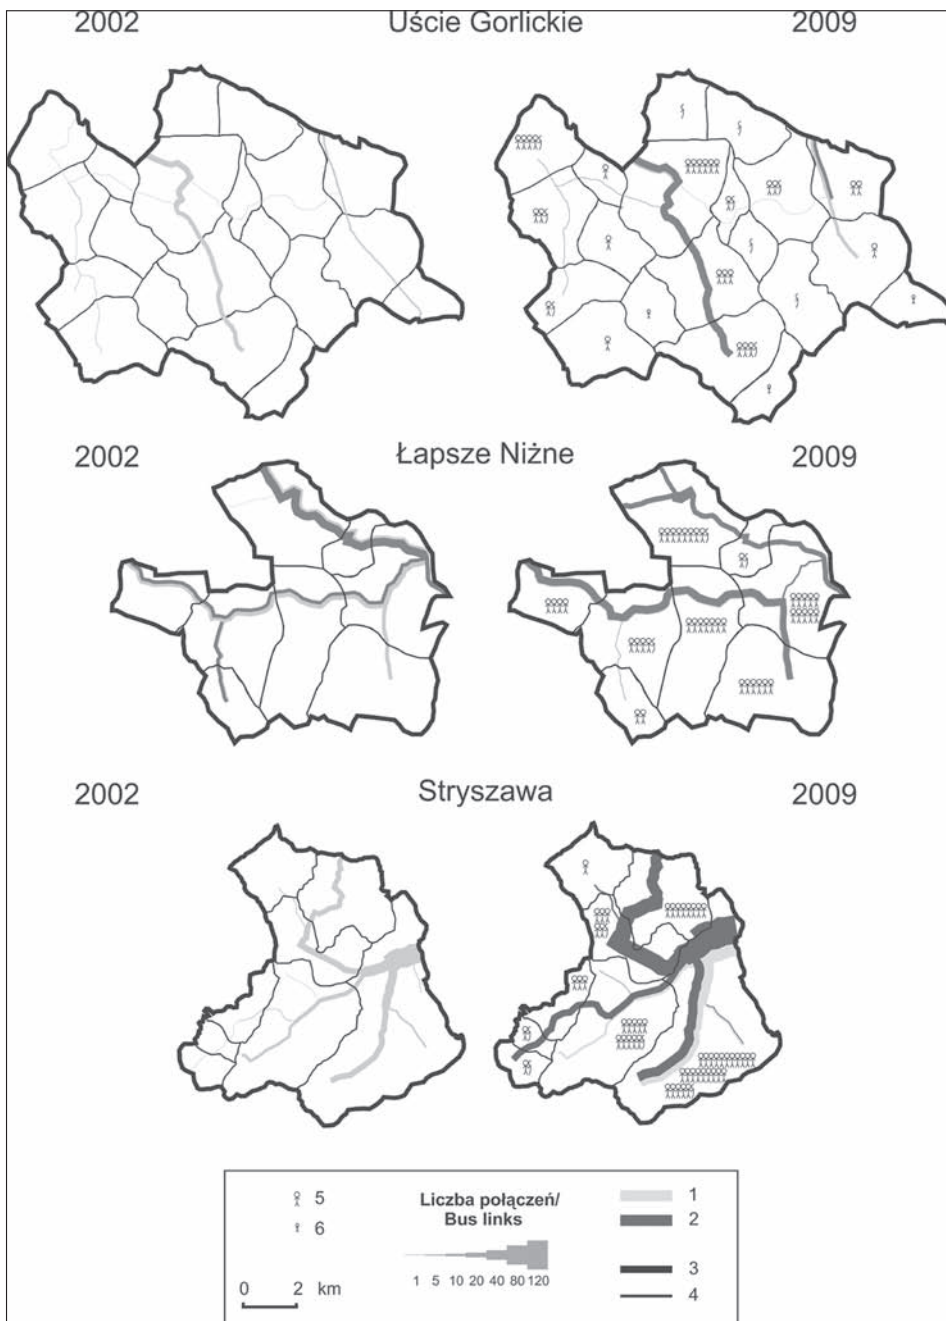 2002 Uście Gorlickie 2009
2002 Łapsze Niżne 2009
2002 Stryszawa 2009
5
6
0 2 km
Liczba połączeń/
Bus links
1 5 10 20 40 80 120
1
2
3
4